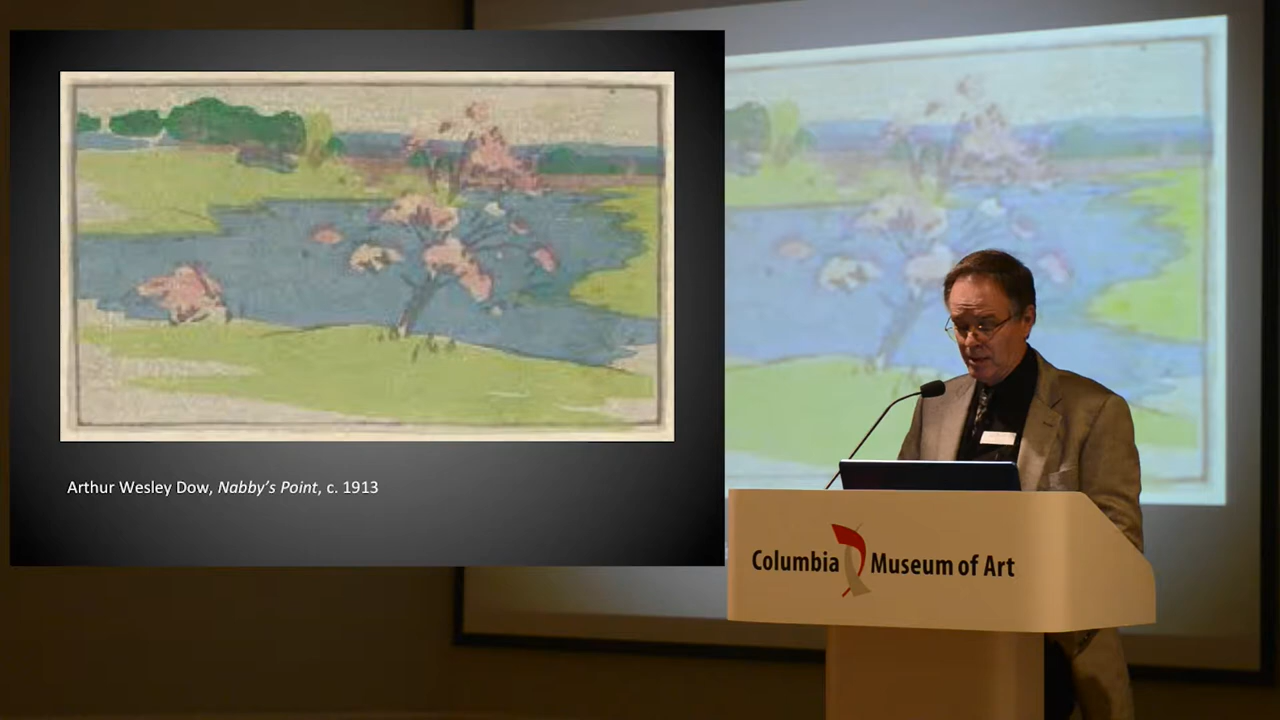 Arthur Wesley Dow, Nabby's Point, c. 1913
Columbia Museum of Art